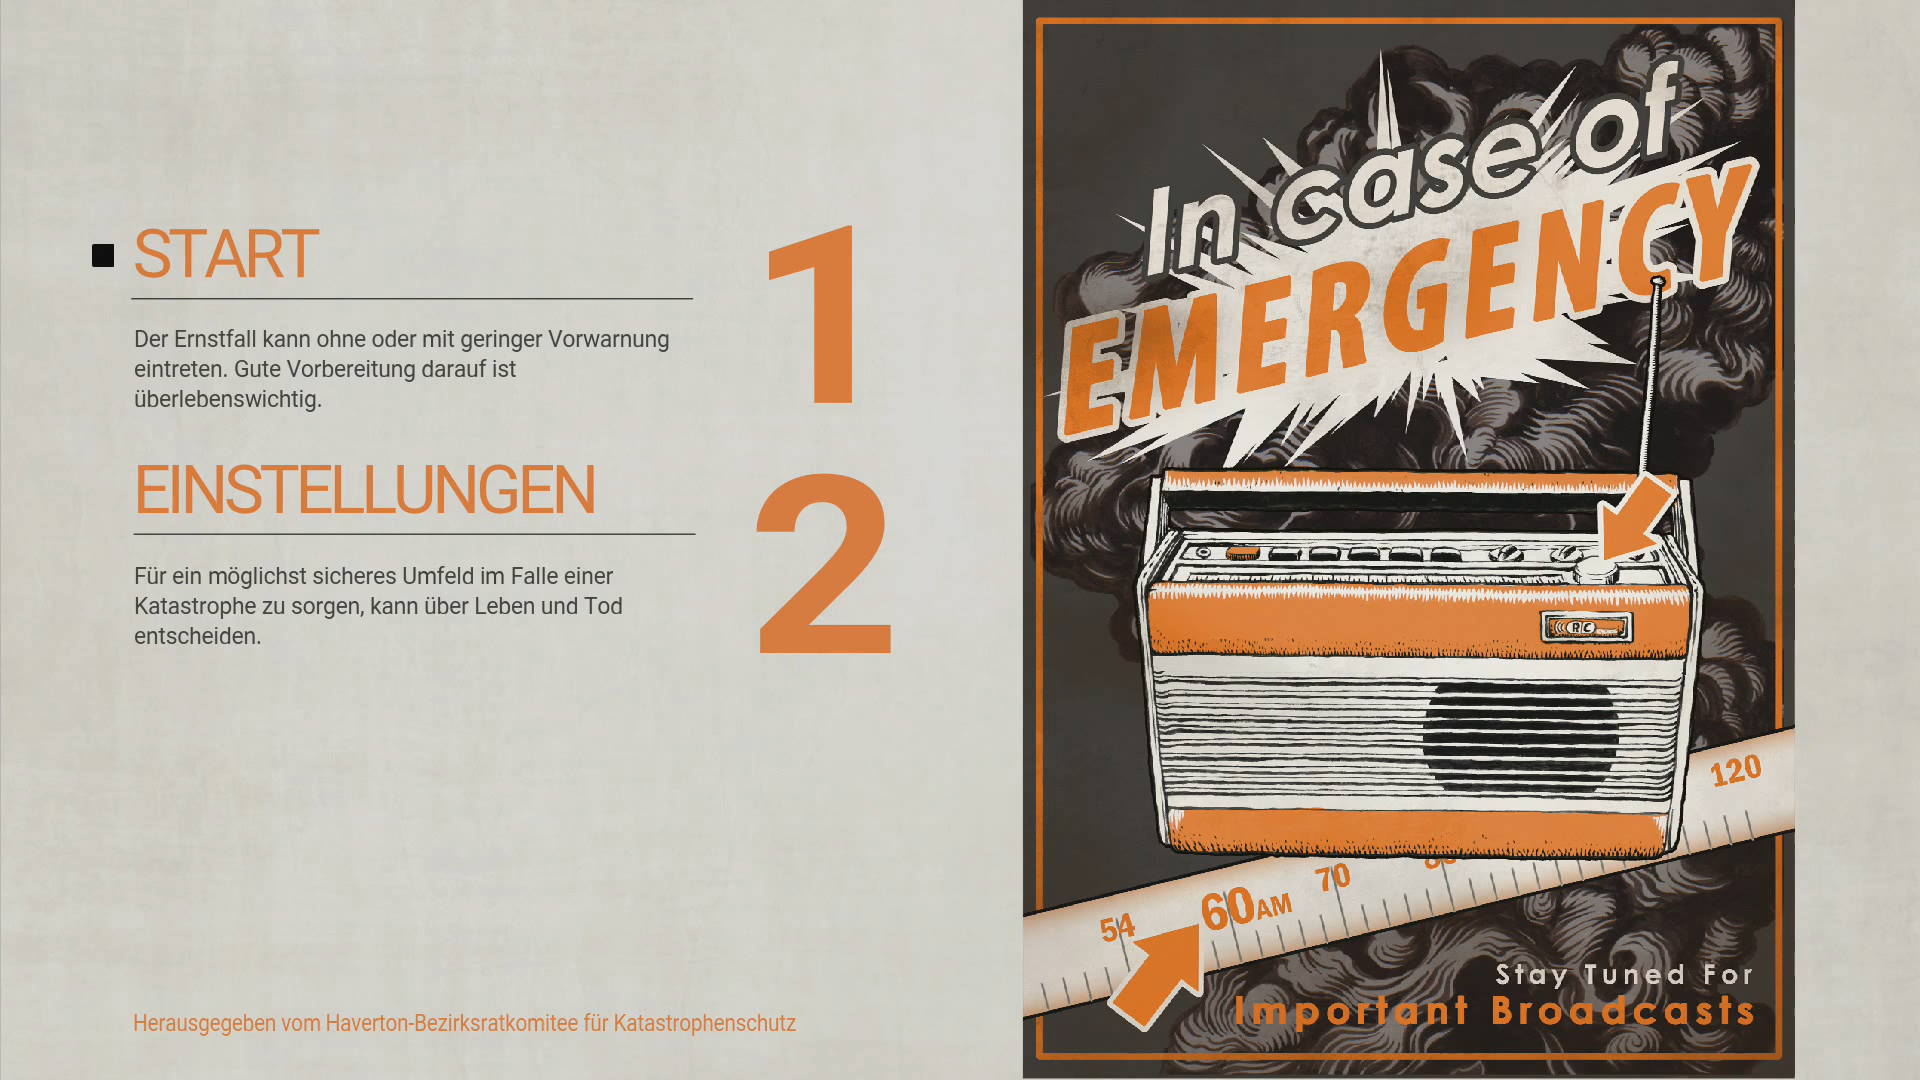 START
1
Der Ernstfall kann ohne oder mit geringer Vorwarnung
eintreten. Gute Vorbereitung darauf ist
überlebenswichtig.
EINSTELLUNGEN
2
Für ein möglichst sicheres Umfeld im Falle einer
Katastrophe zu sorgen, kann über Leben und Tod
entscheiden.
Herausgegeben vom Haverton-Bezirksratkomitee für Katastrophenschutz
In case of
EMERGENCY
RC
120
54 60AM 70
Stay Tuned For
Important Broadcasts